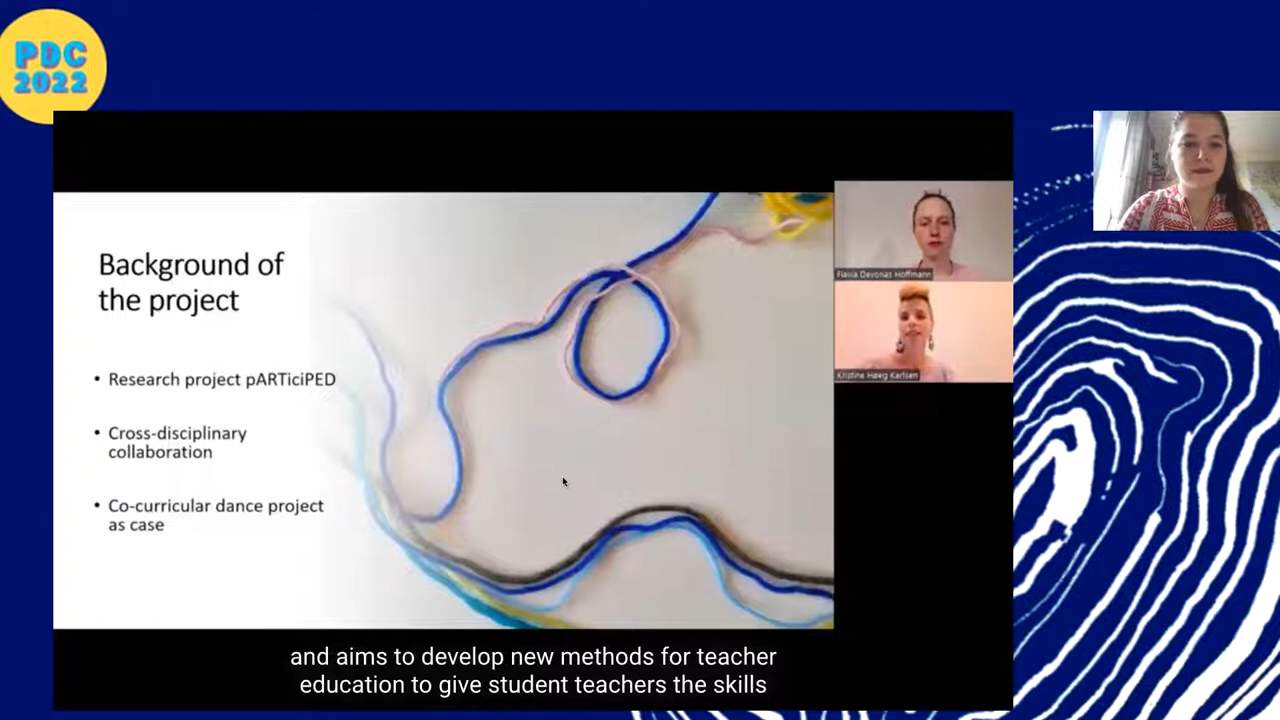 PDC
2022
Background of
the project
• Research project pARTiciPED
• Cross-disciplinary
collaboration
• Co-curricular dance project
as case
Flavia Devonas Hoffmann
Kristine Høeg Karlsen
and aims to develop new methods for teacher
education to give student teachers the skills